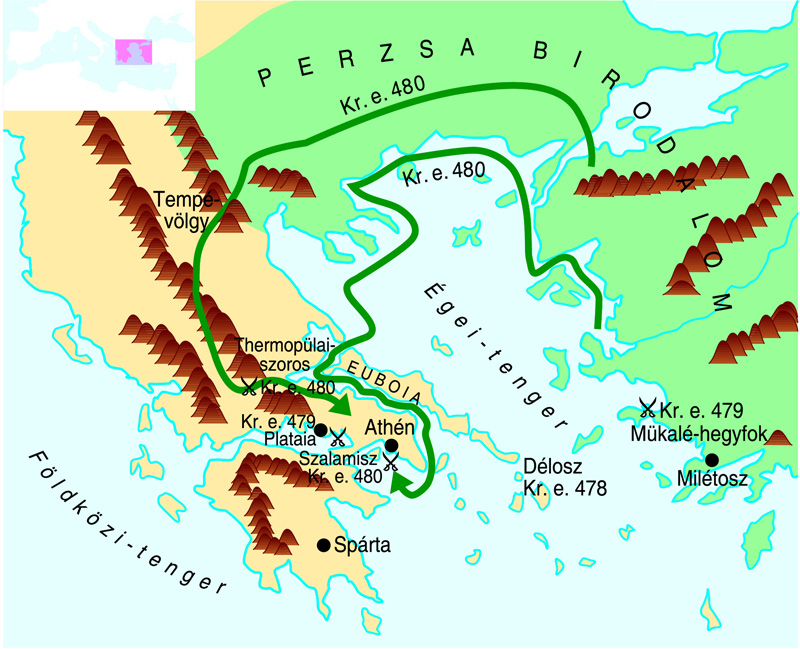 PERZSA BIRODALOM
Kr. e. 480
Kr. e. 480
Tempe-
völgy
Égei-tenger
Thermopülai-
szoros
Kr. e. 480
EUBOIA
Kr. e. 479
Plataia
Athén
Szalamisz
Kr. e. 480
Kr. e. 479
Mükalé-hegyfok
Milétosz
Délosz
Kr. e. 478
Spárta
Földközi-tenger